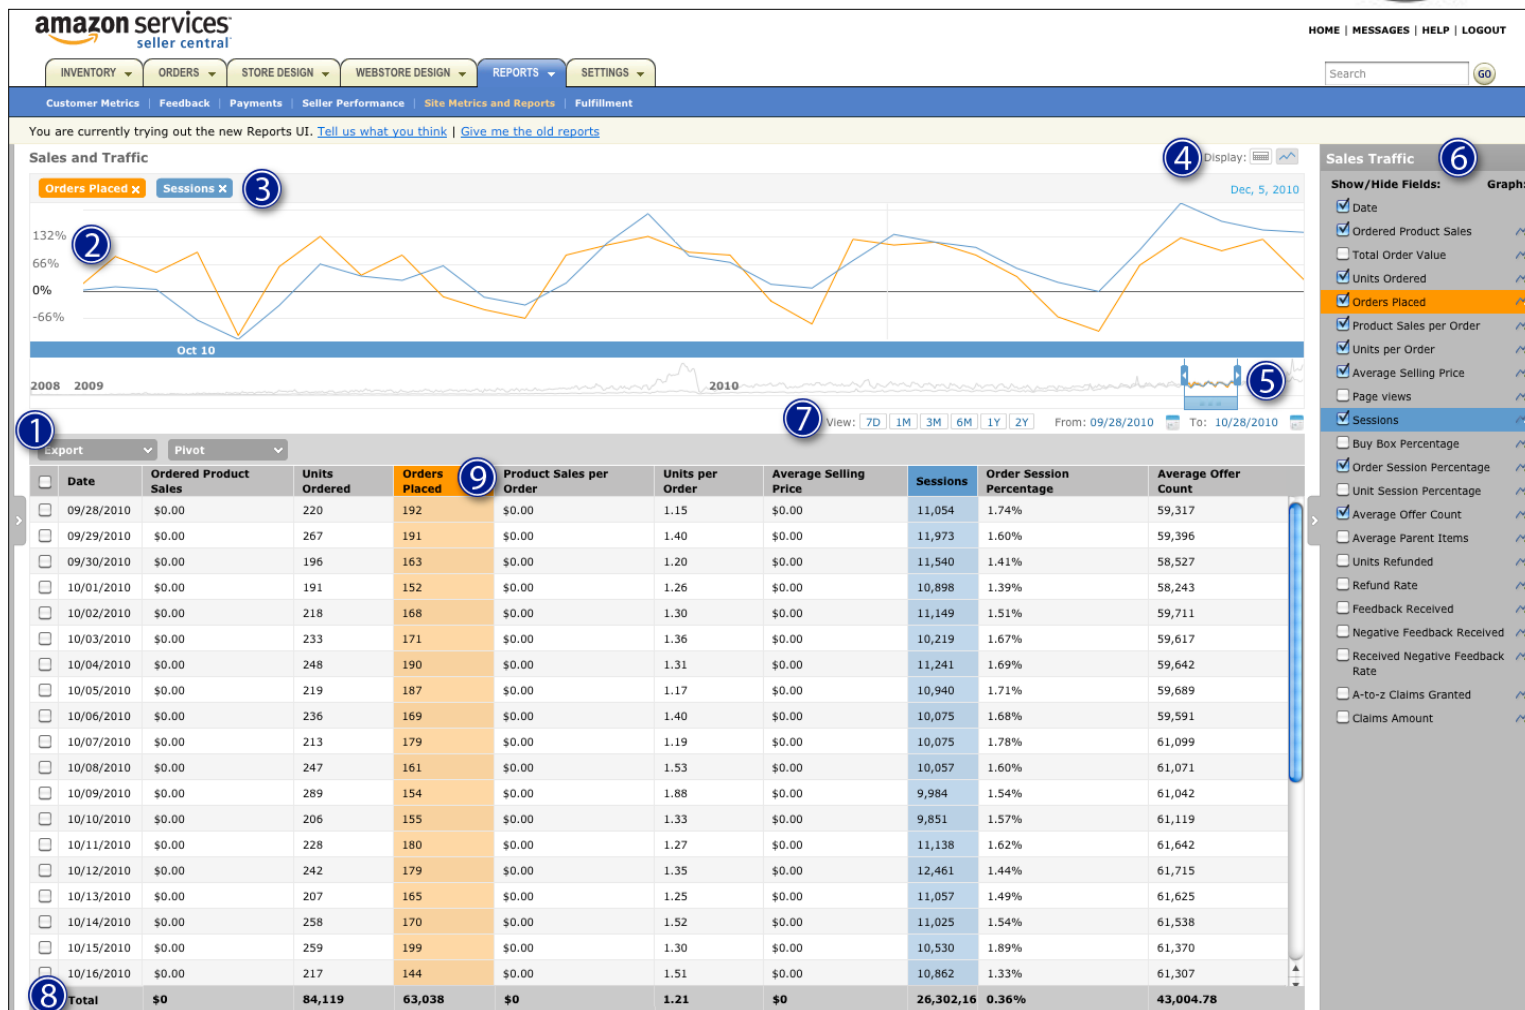 amazon services
seller central
HOME | MESSAGES | HELP | LOGOUT
INVENTORY ORDERS STORE DESIGN WEBSTORE DESIGN REPORTS SETTINGS
Search GO
Customer Metrics | Feedback | Payments | Seller Performance | Site Metrics and Reports | Fulfillment
You are currently trying out the new Reports UI. Tell us what you think | Give me the old reports
Sales and Traffic
4 Display:
Orders Placed x Sessions x 3
Dec, 5, 2010
132%
2
66%
0%
-66%
Oct 10
2008 2009 2010
5
7 View: 7D 1M 3M 6M 1Y 2Y From: 09/28/2010 To: 10/28/2010
1
Export Pivot
Date Ordered Product Sales Units Ordered Orders Placed 9 Product Sales per Order Units per Order Average Selling Price Sessions Order Session Percentage Average Offer Count
09/28/2010 $0.00 220 192 $0.00 1.15 $0.00 11,054 1.74% 59,317
09/29/2010 $0.00 267 191 $0.00 1.40 $0.00 11,973 1.60% 59,396
09/30/2010 $0.00 196 163 $0.00 1.20 $0.00 11,540 1.41% 58,527
10/01/2010 $0.00 191 152 $0.00 1.26 $0.00 10,898 1.39% 58,243
10/02/2010 $0.00 218 168 $0.00 1.30 $0.00 11,149 1.51% 59,711
10/03/2010 $0.00 233 171 $0.00 1.36 $0.00 10,219 1.67% 59,617
10/04/2010 $0.00 248 190 $0.00 1.31 $0.00 11,241 1.69% 59,642
10/05/2010 $0.00 219 187 $0.00 1.17 $0.00 10,940 1.71% 59,689
10/06/2010 $0.00 236 169 $0.00 1.40 $0.00 10,075 1.68% 59,591
10/07/2010 $0.00 213 179 $0.00 1.19 $0.00 10,075 1.78% 61,099
10/08/2010 $0.00 247 161 $0.00 1.53 $0.00 10,057 1.60% 61,071
10/09/2010 $0.00 289 154 $0.00 1.88 $0.00 9,984 1.54% 61,042
10/10/2010 $0.00 206 155 $0.00 1.33 $0.00 9,851 1.57% 61,119
10/11/2010 $0.00 228 180 $0.00 1.27 $0.00 11,138 1.62% 61,642
10/12/2010 $0.00 242 179 $0.00 1.35 $0.00 12,461 1.44% 61,715
10/13/2010 $0.00 207 165 $0.00 1.25 $0.00 11,057 1.49% 61,625
10/14/2010 $0.00 258 170 $0.00 1.52 $0.00 11,025 1.54% 61,538
10/15/2010 $0.00 259 199 $0.00 1.30 $0.00 10,530 1.89% 61,370
10/16/2010 $0.00 217 144 $0.00 1.51 $0.00 10,862 1.33% 61,307
8 Total $0 84,119 63,038 $0 1.21 $0 26,302,16 0.36% 43,004.78
Sales Traffic 6
Show/Hide Fields: Graph:
Date
Ordered Product Sales
Total Order Value
Units Ordered
Orders Placed
Product Sales per Order
Units per Order
Average Selling Price
Page views
Sessions
Buy Box Percentage
Order Session Percentage
Unit Session Percentage
Average Offer Count
Average Parent Items
Units Refunded
Refund Rate
Feedback Received
Negative Feedback Received
Received Negative Feedback
Rate
A-to-z Claims Granted
Claims Amount